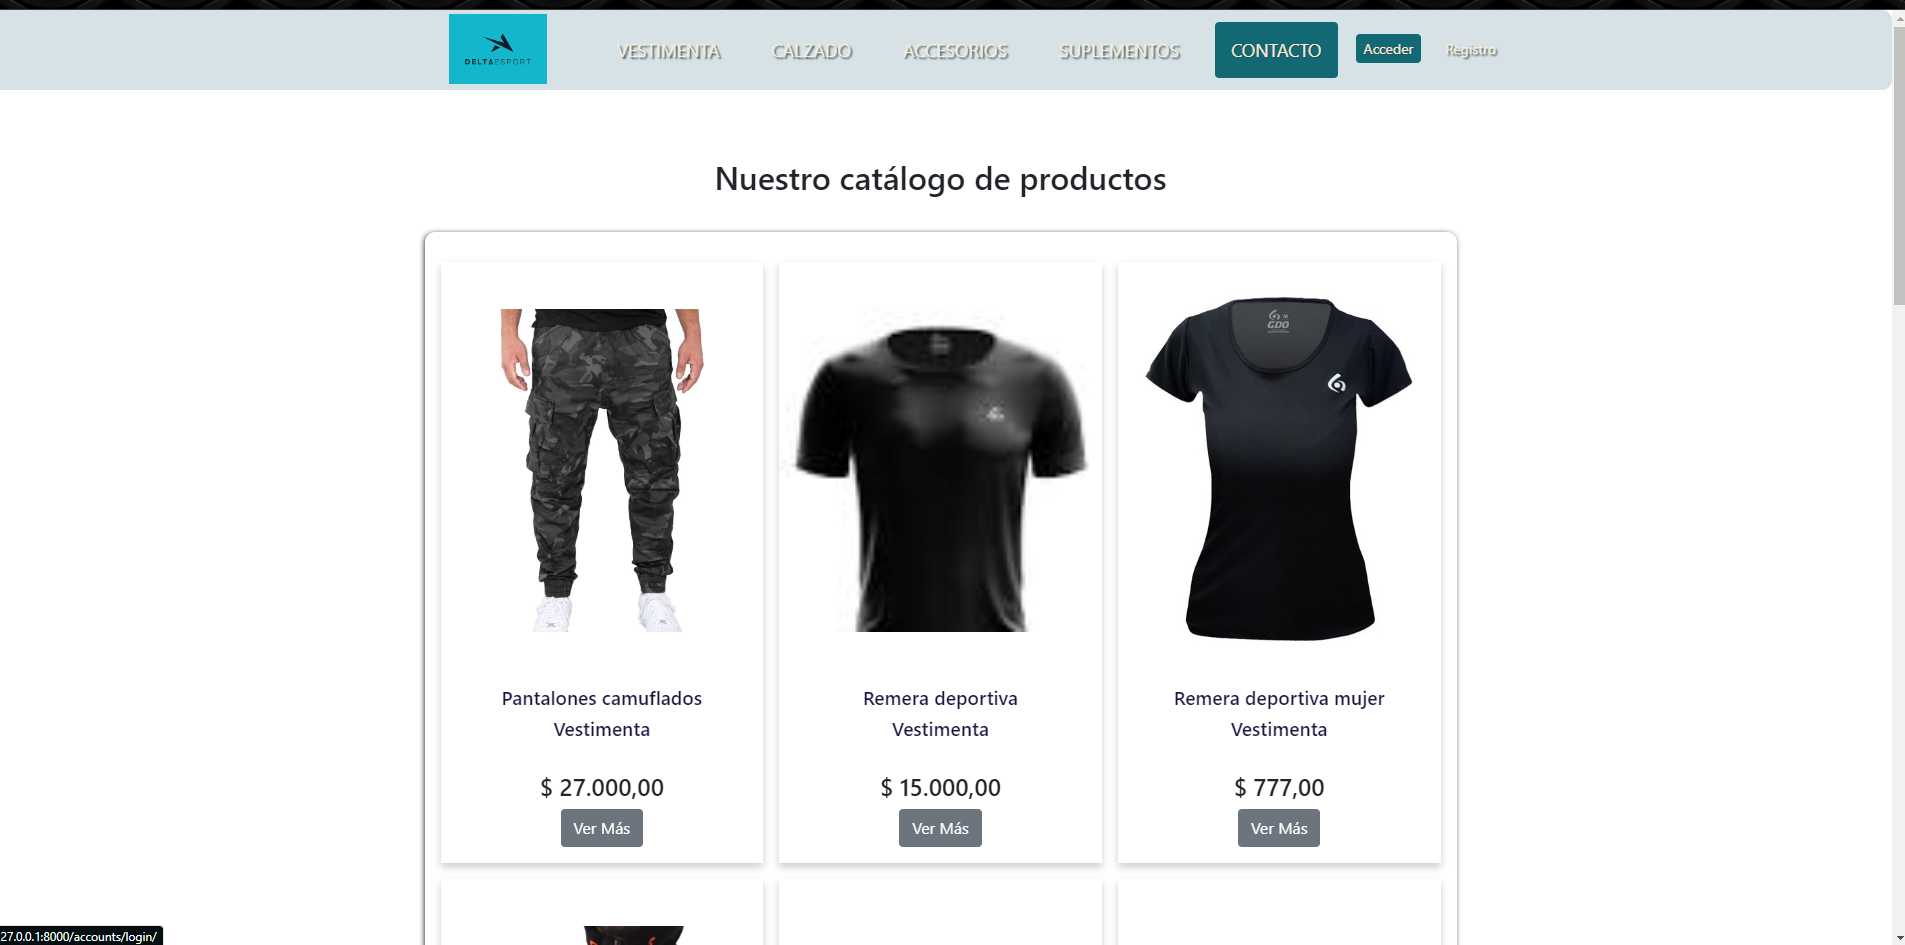 DELTAESPORT
VESTIMENTA
CALZADO
ACCESORIOS
SUPLEMENTOS
CONTACTO
Acceder
Registro
Nuestro catálogo de productos
M
GDO
Pantalones camuflados
Vestimenta
$ 27.000,00
Ver Más
Remera deportiva
Vestimenta
$ 15.000,00
Ver Más
Remera deportiva mujer
Vestimenta
$ 777,00
Ver Más
27.0.0.1:8000/accounts/login/